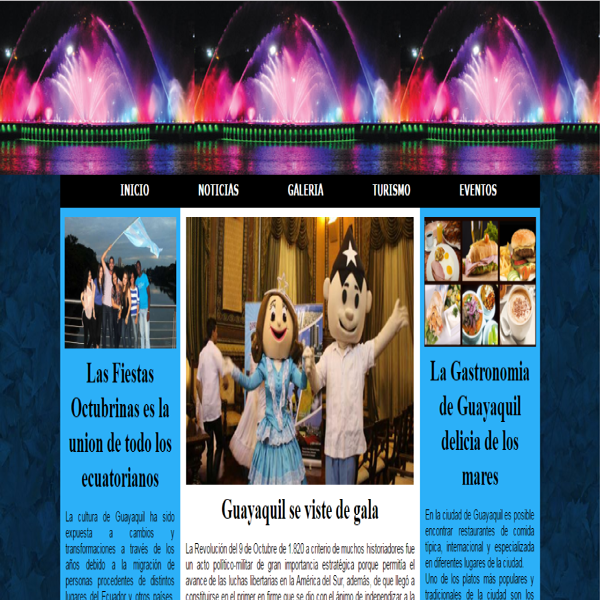 INICIO NOTICIAS GALERIA TURISMO EVENTOS
Las Fiestas
Octubrinas es la
union de todo los
ecuatorianos
La cultura de Guayaquil ha sido
expuesta a cambios y
transformaciones a través de los
años debido a la migración de
personas procedentes de distintos
lugares del Ecuador y otros países.
Guayaquil se viste de gala
La Revolución del 9 de Octubre de 1.820 a criterio de muchos historiadores fue
un acto político-militar de gran importancia estratégica porque permitía el
avance de las luchas libertarias en la América del Sur, además, de que llegó a
constituirse en el primer en firme que se dio con el ánimo de independizar a la
La Gastronomia
de Guayaquil
delicia de los
mares
En la ciudad de Guayaquil es posible
encontrar restaurantes de comida
típica, internacional y especializada
en diferentes lugares de la ciudad.
Uno de los platos más populares y
tradicionales de la ciudad son los